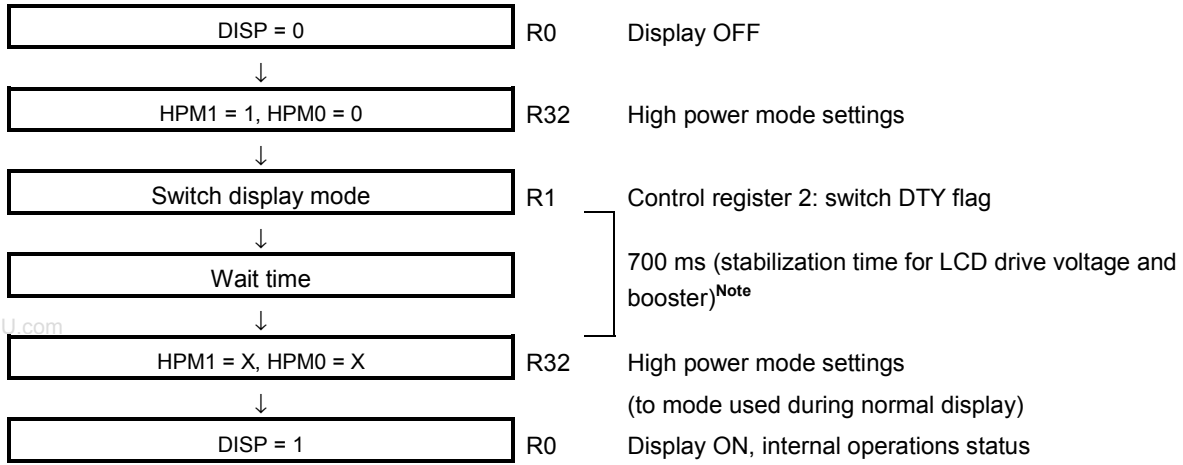 DISP = 0 R0 Display OFF
↓
HPM1 = 1, HPM0 = 0 R32 High power mode settings
↓
Switch display mode R1 Control register 2: switch DTY flag
↓
Wait time
700 ms (stabilization time for LCD drive voltage and
booster)Note
U.com
↓
HPM1 = X, HPM0 = X R32 High power mode settings
↓
(to mode used during normal display)
DISP = 1 R0 Display ON, internal operations status